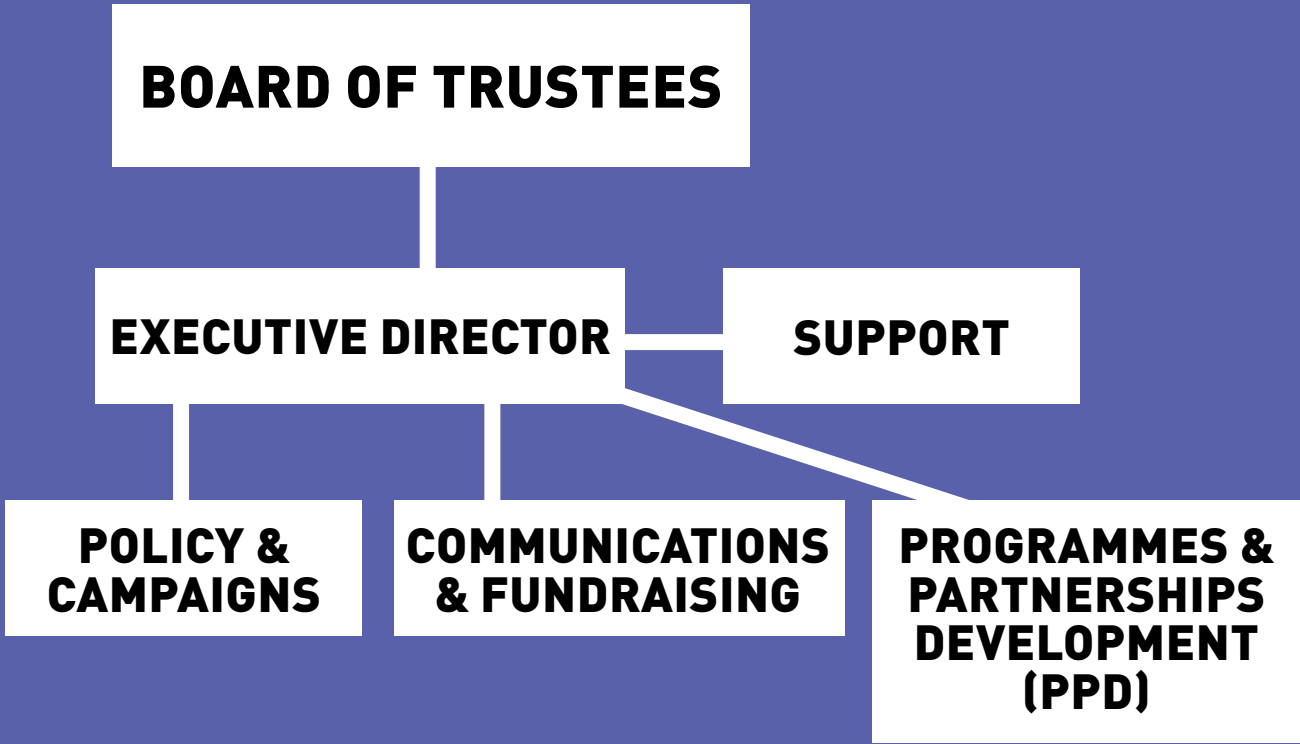 BOARD OF TRUSTEES
EXECUTIVE DIRECTOR
SUPPORT
POLICY &
CAMPAIGNS
COMMUNICATIONS
& FUNDRAISING
PROGRAMMES &
PARTNERSHIPS
DEVELOPMENT
(PPD)